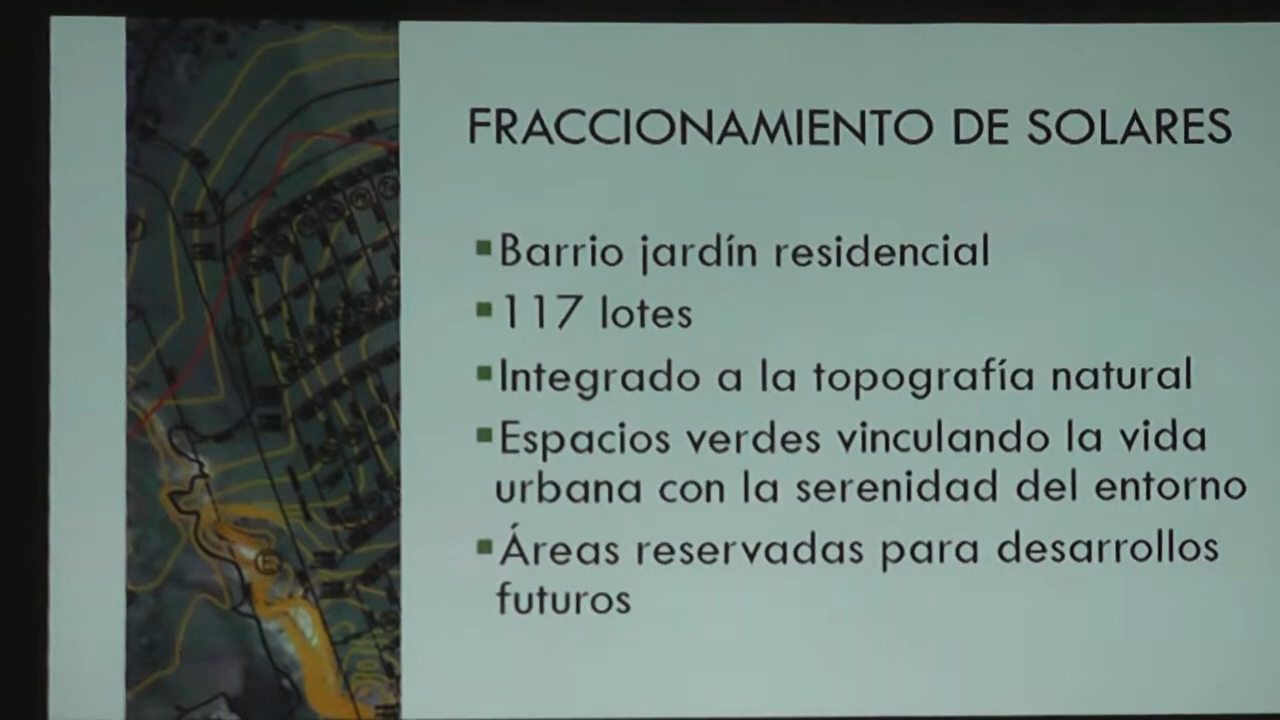 FRACCIONAMIENTO DE SOLARES
Barrio jardín residencial
117 lotes
Integrado a la topografía natural
Espacios verdes vinculando la vida
urbana con la serenidad del entorno
Áreas reservadas para desarrollos
futuros
E